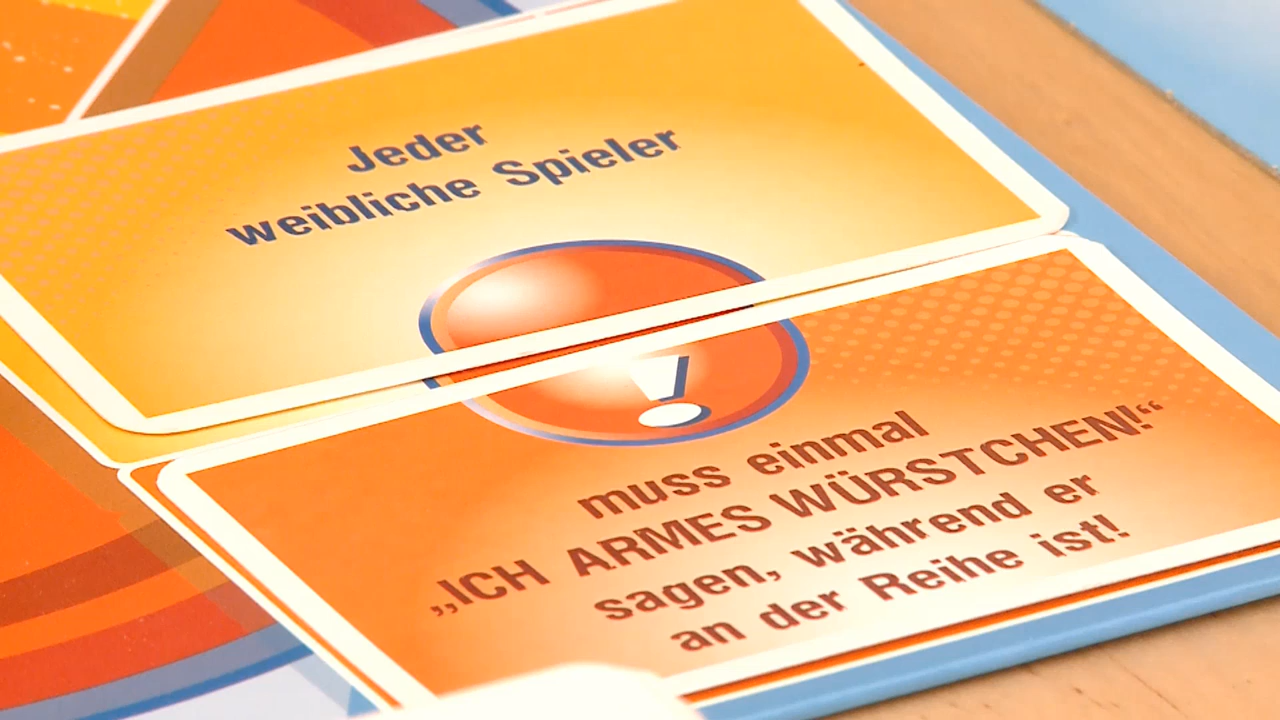 Jeder
weibliche Spieler
!
muss einmal
„ICH ARMES WÜRSTCHEN!“
sagen, während er
an der Reihe ist!